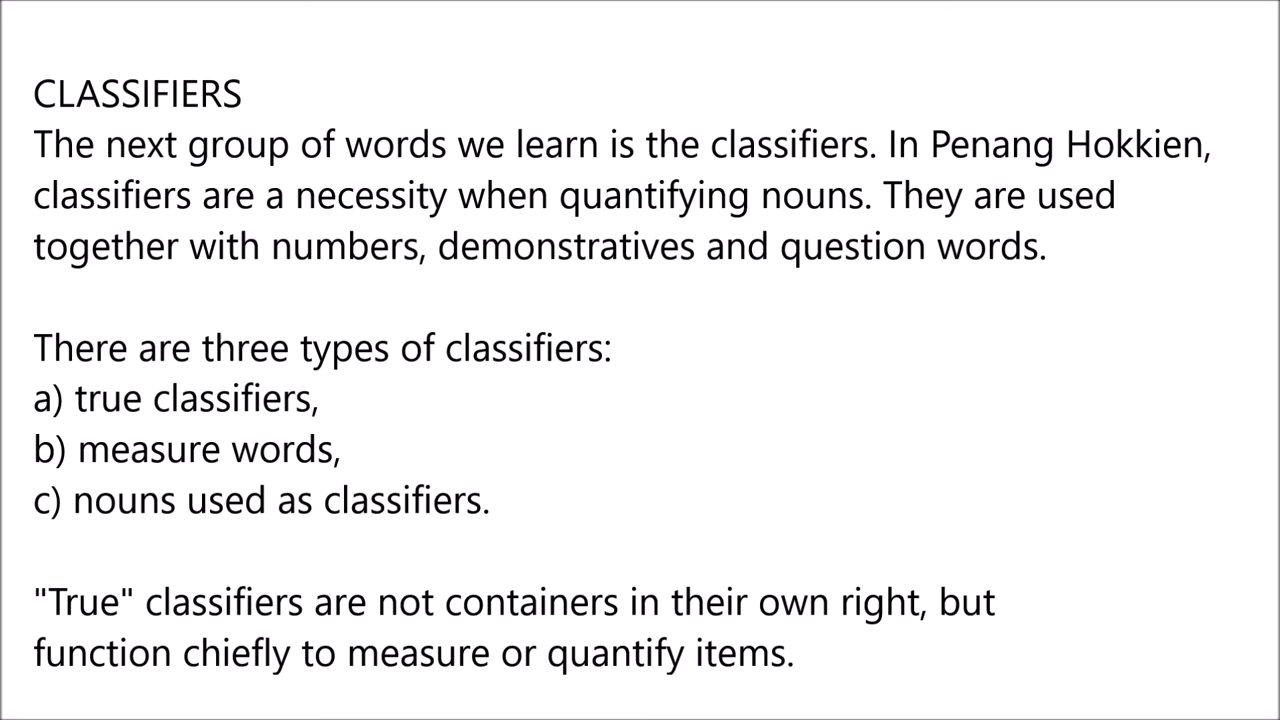 CLASSIFIERS
The next group of words we learn is the classifiers. In Penang Hokkien,
classifiers are a necessity when quantifying nouns. They are used
together with numbers, demonstratives and question words.
There are three types of classifiers:
a) true classifiers,
b) measure words,
c) nouns used as classifiers.
"True" classifiers are not containers in their own right, but
function chiefly to measure or quantify items.